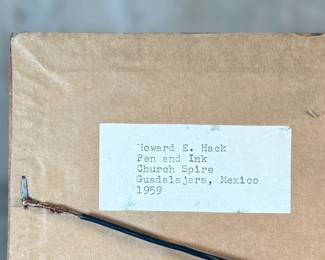 Howard E. Hack
Pen and Ink
Church Spire
Guadalajara, Mexico
1959